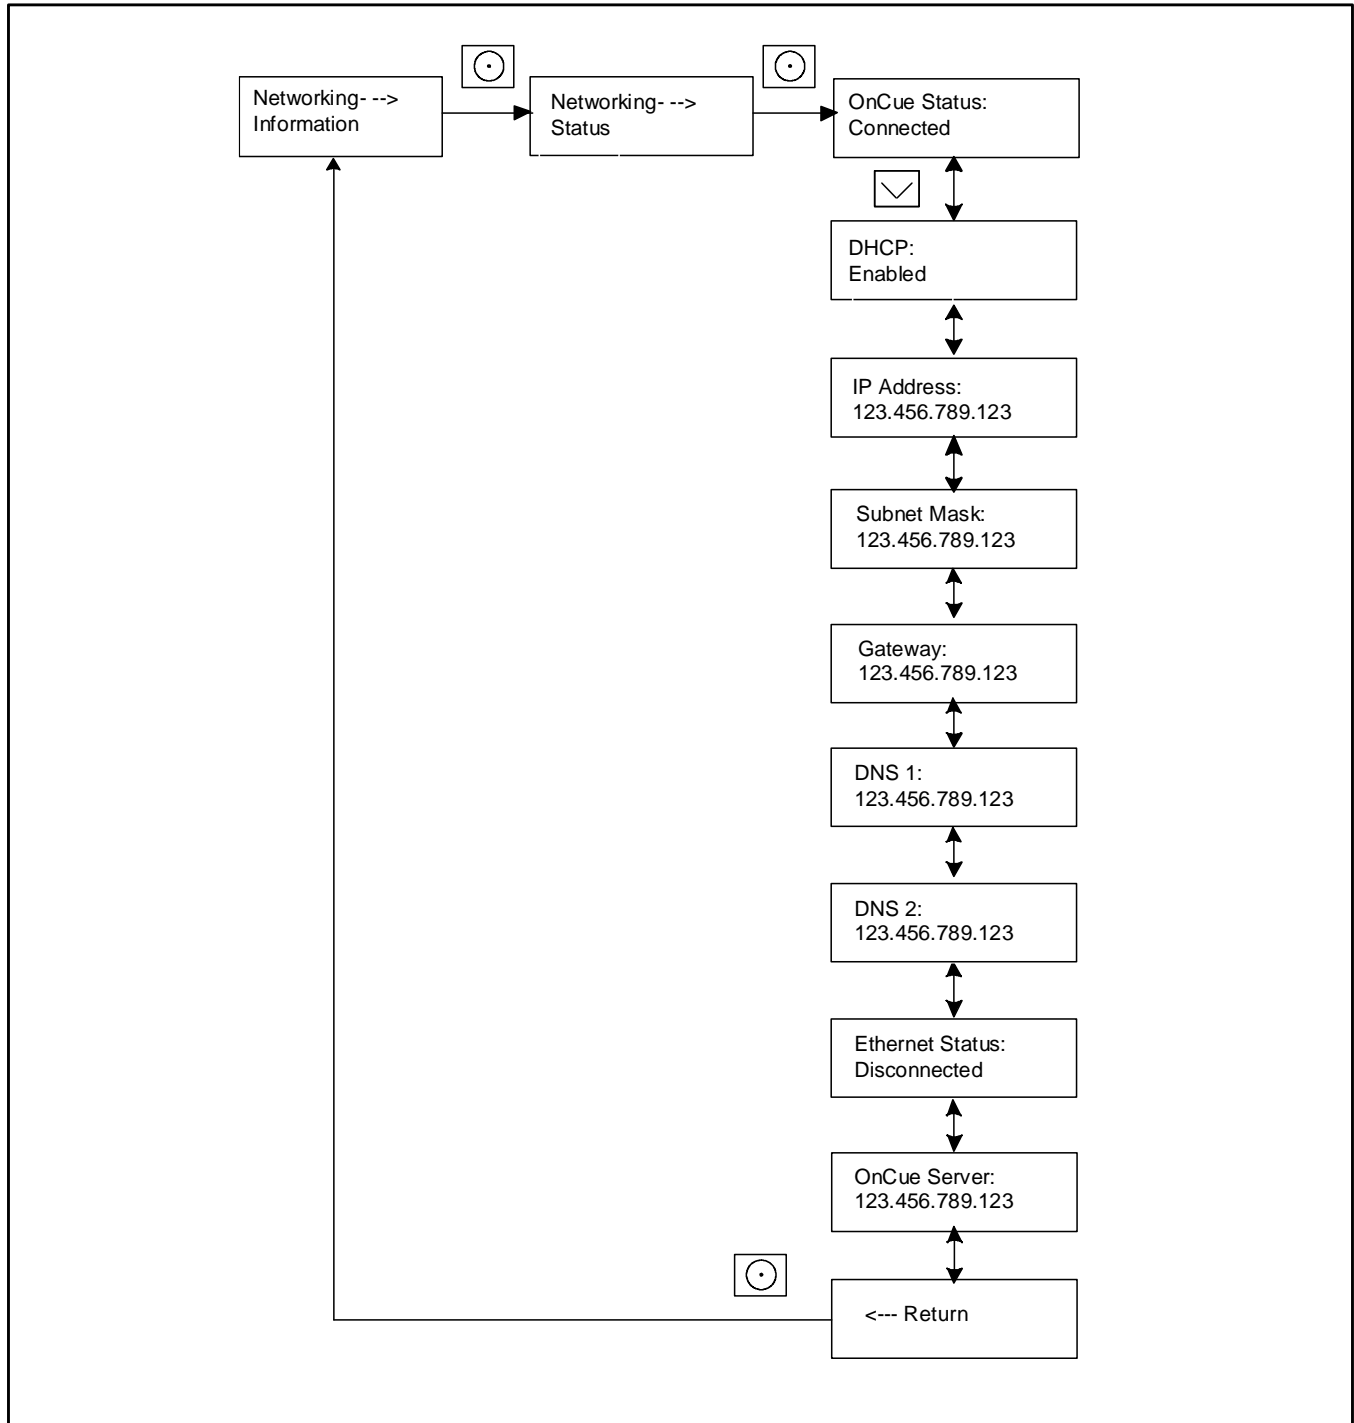 Networking- -->
Information
Networking- -->
Status
OnCue Status:
Connected
DHCP:
Enabled
IP Address:
123.456.789.123
Subnet Mask:
123.456.789.123
Gateway:
123.456.789.123
DNS 1:
123.456.789.123
DNS 2:
123.456.789.123
Ethernet Status:
Disconnected
OnCue Server:
123.456.789.123
<--- Return